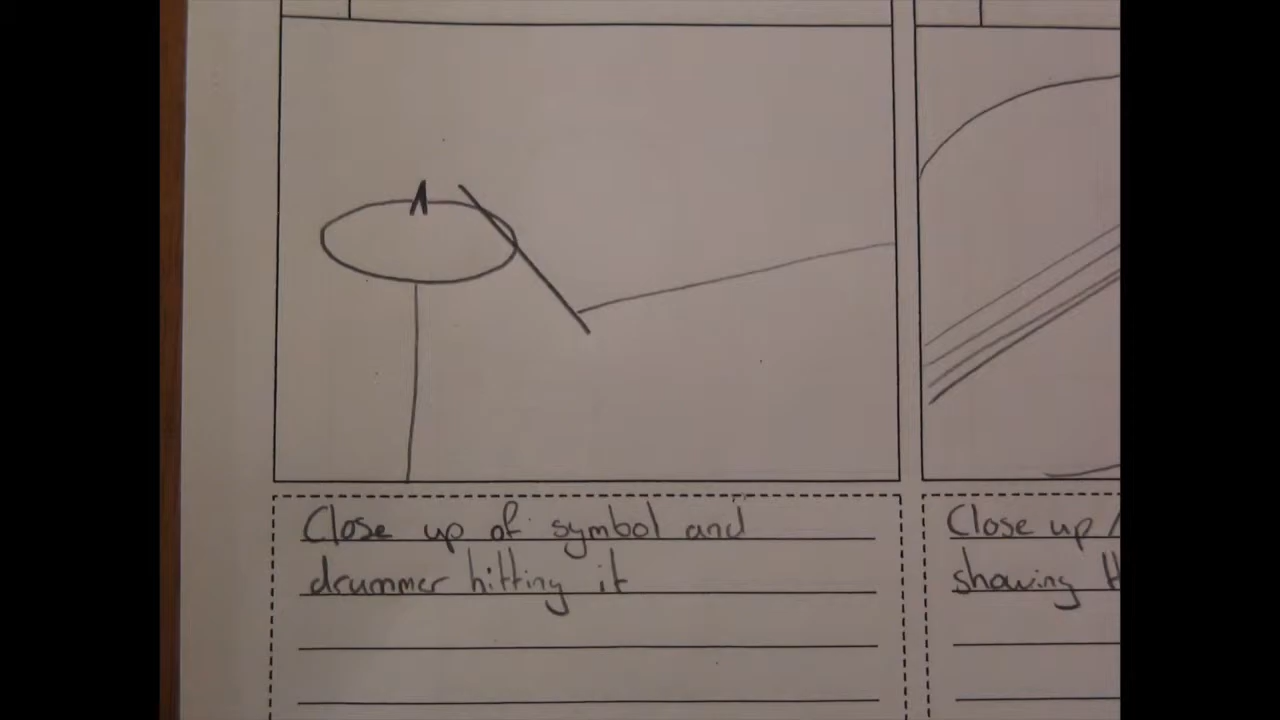 Close up of symbol and
drummer hitting it
Close up
showing